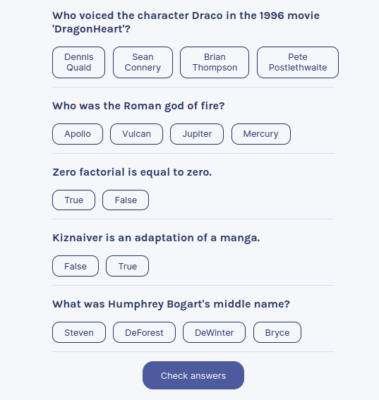 Who voiced the character Draco in the 1996 movie
'DragonHeart'?
Dennis Quaid
Sean Connery
Brian Thompson
Pete Postlethwaite
Who was the Roman god of fire?
Apollo
Vulcan
Jupiter
Mercury
Zero factorial is equal to zero.
True
False
Kiznaiver is an adaptation of a manga.
False
True
What was Humphrey Bogart's middle name?
Steven
DeForest
DeWinter
Bryce
Check answers